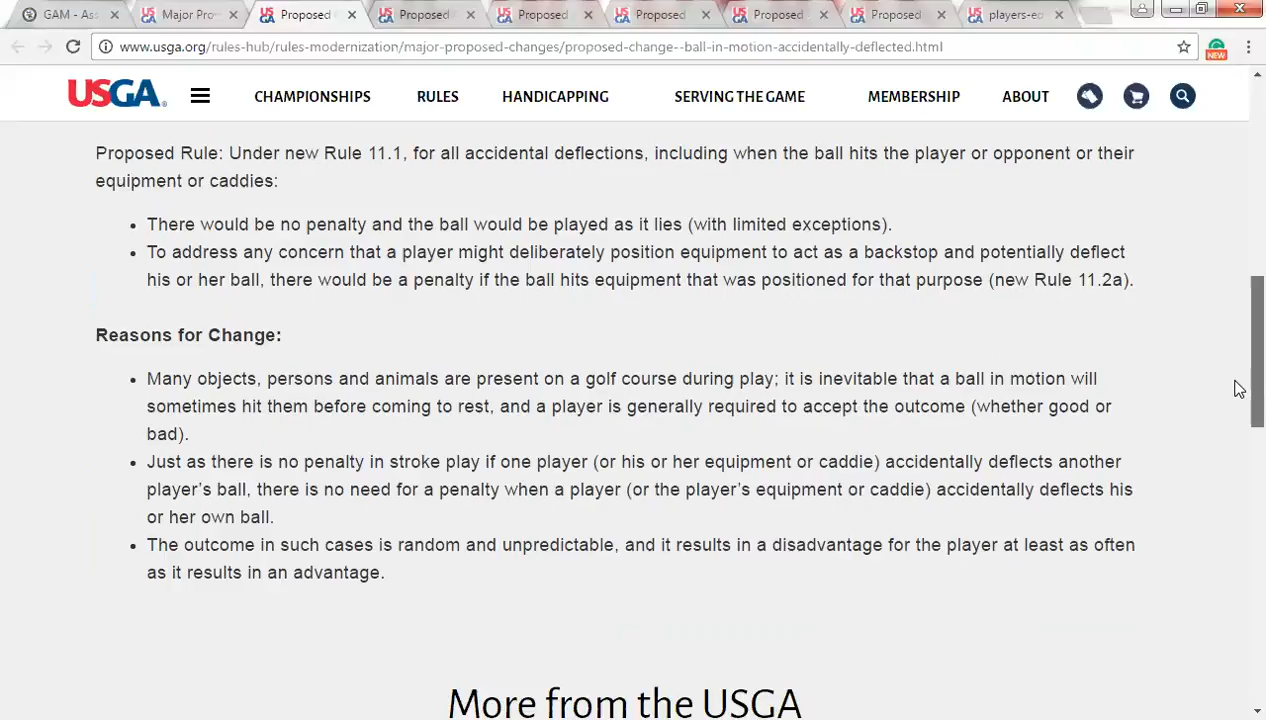 GAM - Ass
Major Pro
Proposed
Proposed
Proposed
Proposed
Proposed
Proposed
players-ec
www.usga.org/rules-hub/rules-modernization/major-proposed-changes/proposed-change--ball-in-motion-accidentally-deflected.html
NEW
USGA
CHAMPIONSHIPS RULES HANDICAPPING SERVING THE GAME MEMBERSHIP ABOUT
Proposed Rule: Under new Rule 11.1, for all accidental deflections, including when the ball hits the player or opponent or their
equipment or caddies:
• There would be no penalty and the ball would be played as it lies (with limited exceptions).
• To address any concern that a player might deliberately position equipment to act as a backstop and potentially deflect
his or her ball, there would be a penalty if the ball hits equipment that was positioned for that purpose (new Rule 11.2a).
Reasons for Change:
• Many objects, persons and animals are present on a golf course during play; it is inevitable that a ball in motion will
sometimes hit them before coming to rest, and a player is generally required to accept the outcome (whether good or
bad).
• Just as there is no penalty in stroke play if one player (or his or her equipment or caddie) accidentally deflects another
player's ball, there is no need for a penalty when a player (or the player's equipment or caddie) accidentally deflects his
or her own ball.
• The outcome in such cases is random and unpredictable, and it results in a disadvantage for the player at least as often
as it results in an advantage.
More from the USGA